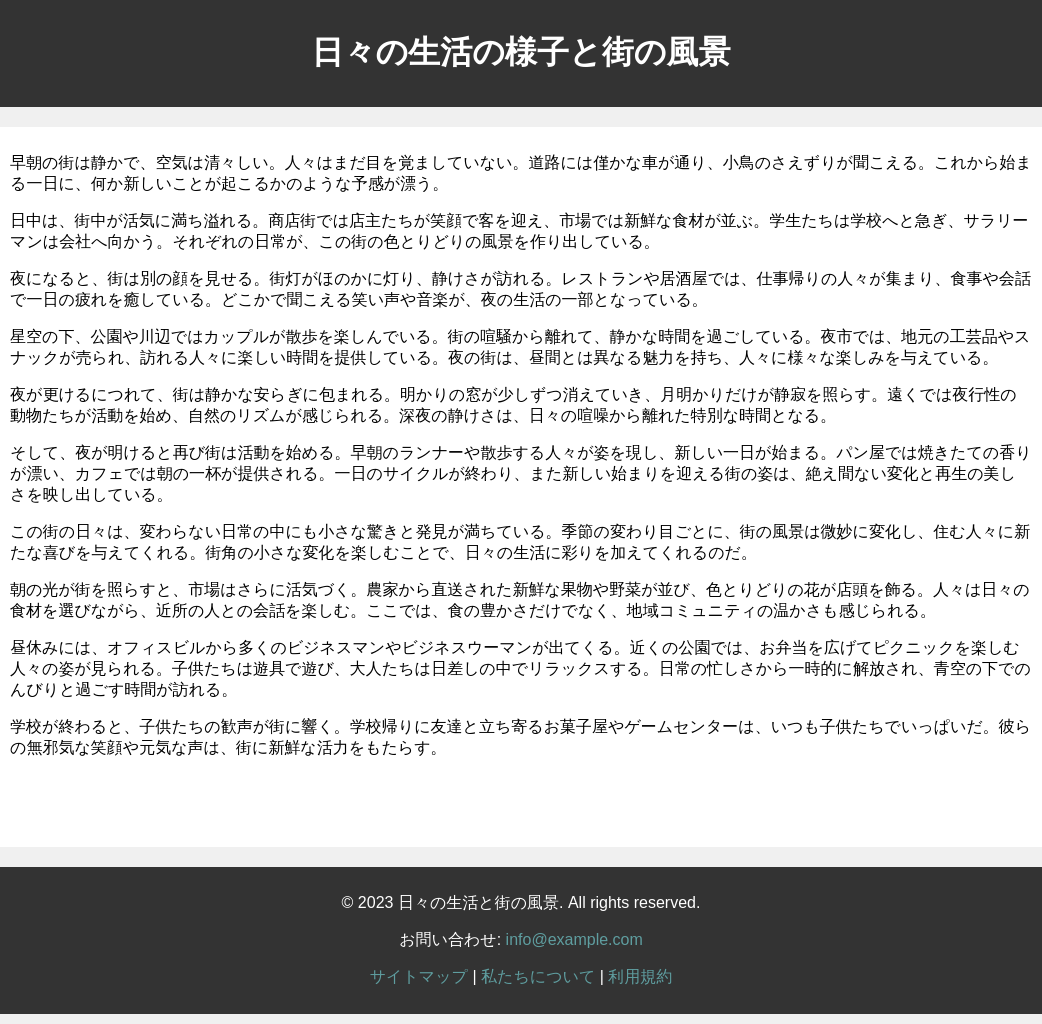 日々の生活の様子と街の風景
早朝の街は静かで、空気は清々しい。人々はまだ目を覚ましていない。道路には僅かな車が通り、小鳥のさえずりが聞こえる。これから始ま
る一日に、何か新しいことが起こるかのような予感が漂う。
日中は、街中が活気に満ち溢れる。商店街では店主たちが笑顔で客を迎え、市場では新鮮な食材が並ぶ。学生たちは学校へと急ぎ、サラリー
マンは会社へ向かう。それぞれの日常が、この街の色とりどりの風景を作り出している。
夜になると、街は別の顔を見せる。街灯がほのかに灯り、静けさが訪れる。レストランや居酒屋では、仕事帰りの人々が集まり、食事や会話
で一日の疲れを癒している。どこかで聞こえる笑い声や音楽が、夜の生活の一部となっている。
星空の下、公園や川辺ではカップルが散歩を楽しんでいる。街の喧騒から離れて、静かな時間を過ごしている。夜市では、地元の工芸品やス
ナックが売られ、訪れる人々に楽しい時間を提供している。夜の街は、昼間とは異なる魅力を持ち、人々に様々な楽しみを与えている。
夜が更けるにつれて、街は静かな安らぎに包まれる。明かりの窓が少しずつ消えていき、月明かりだけが静寂を照らす。遠くでは夜行性の
動物たちが活動を始め、自然のリズムが感じられる。深夜の静けさは、日々の喧噪から離れた特別な時間となる。
そして、夜が明けると再び街は活動を始める。早朝のランナーや散歩する人々が姿を現し、新しい一日が始まる。パン屋では焼きたての香り
が漂い、カフェでは朝の一杯が提供される。一日のサイクルが終わり、また新しい始まりを迎える街の姿は、絶え間ない変化と再生の美し
さを映し出している。
この街の日々は、変わらない日常の中にも小さな驚きと発見が満ちている。季節の変わり目ごとに、街の風景は微妙に変化し、住む人々に新
たな喜びを与えてくれる。街角の小さな変化を楽しむことで、日々の生活に彩りを加えてくれるのだ。
朝の光が街を照らすと、市場はさらに活気づく。農家から直送された新鮮な果物や野菜が並び、色とりどりの花が店頭を飾る。人々は日々の
食材を選びながら、近所の人との会話を楽しむ。ここでは、食の豊かさだけでなく、地域コミュニティの温かさも感じられる。
昼休みには、オフィスビルから多くのビジネスマンやビジネスウーマンが出てくる。近くの公園では、お弁当を広げてピクニックを楽しむ
人々の姿が見られる。子供たちは遊具で遊び、大人たちは日差しの中でリラックスする。日常の忙しさから一時的に解放され、青空の下での
んびりと過ごす時間が訪れる。
学校が終わると、子供たちの歓声が街に響く。学校帰りに友達と立ち寄るお菓子屋やゲームセンターは、いつも子供たちでいっぱいだ。彼ら
の無邪気な笑顔や元気な声は、街に新鮮な活力をもたらす。
© 2023 日々の生活と街の風景. All rights reserved.
お問い合わせ: info@example.com
サイトマップ | 私たちについて | 利用規約